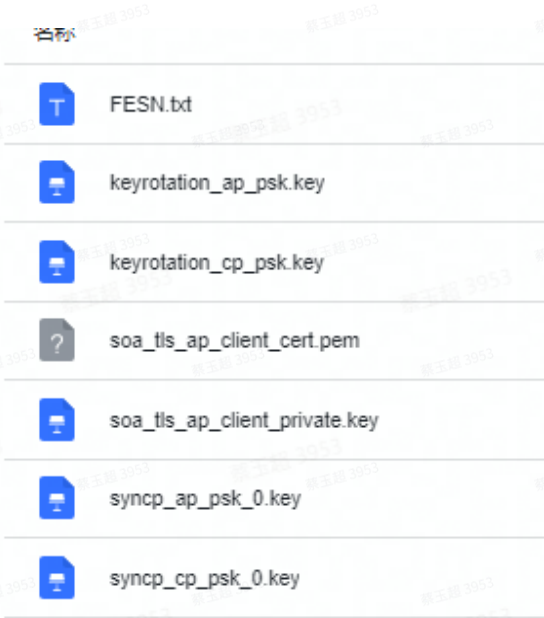 名称
FESN.txt
keyrotation_ap_psk.key
keyrotation_cp_psk.key
soa_tls_ap_client_cert.pem
soa_tls_ap_client_private.key
syncp_ap_psk_0.key
syncp_cp_psk_0.key